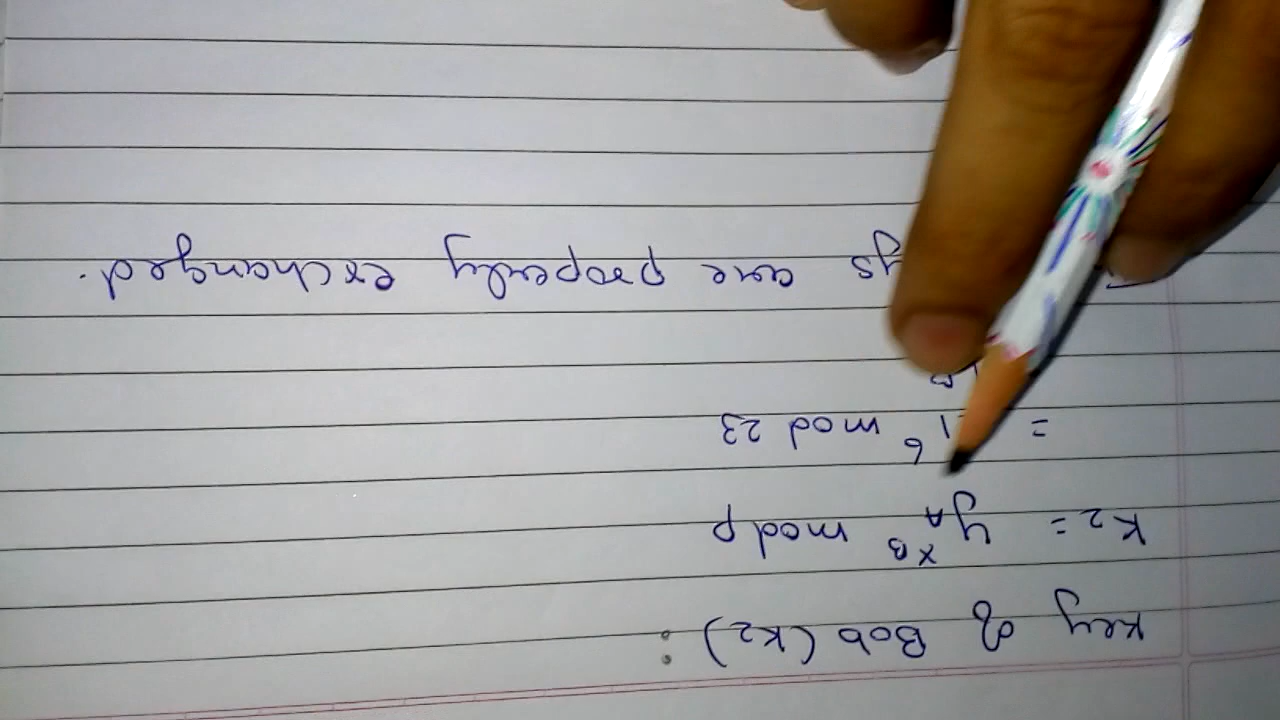 Key of Bob (K2) :
K2 = yA^xB mod p
= 1^6 mod 23
ys are properly exchanged.